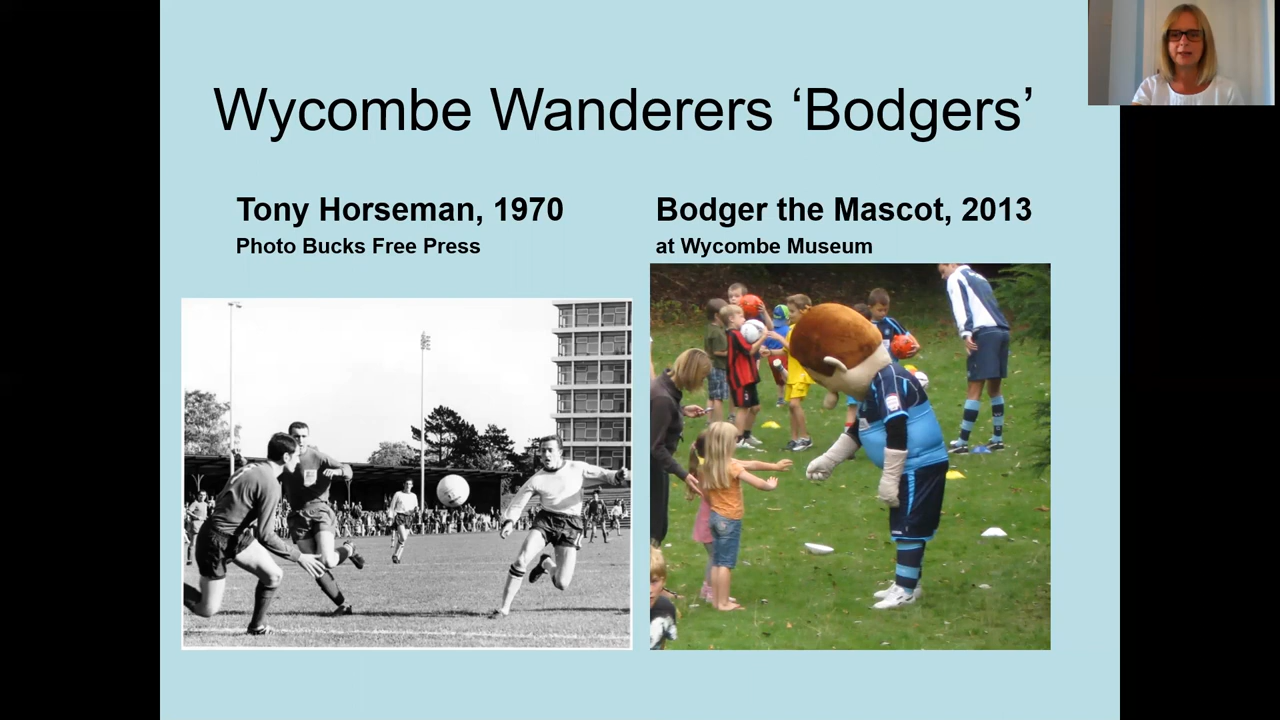 Wycombe Wanderers ‘Bodgers’
Tony Horseman, 1970
Photo Bucks Free Press
Bodger the Mascot, 2013
at Wycombe Museum